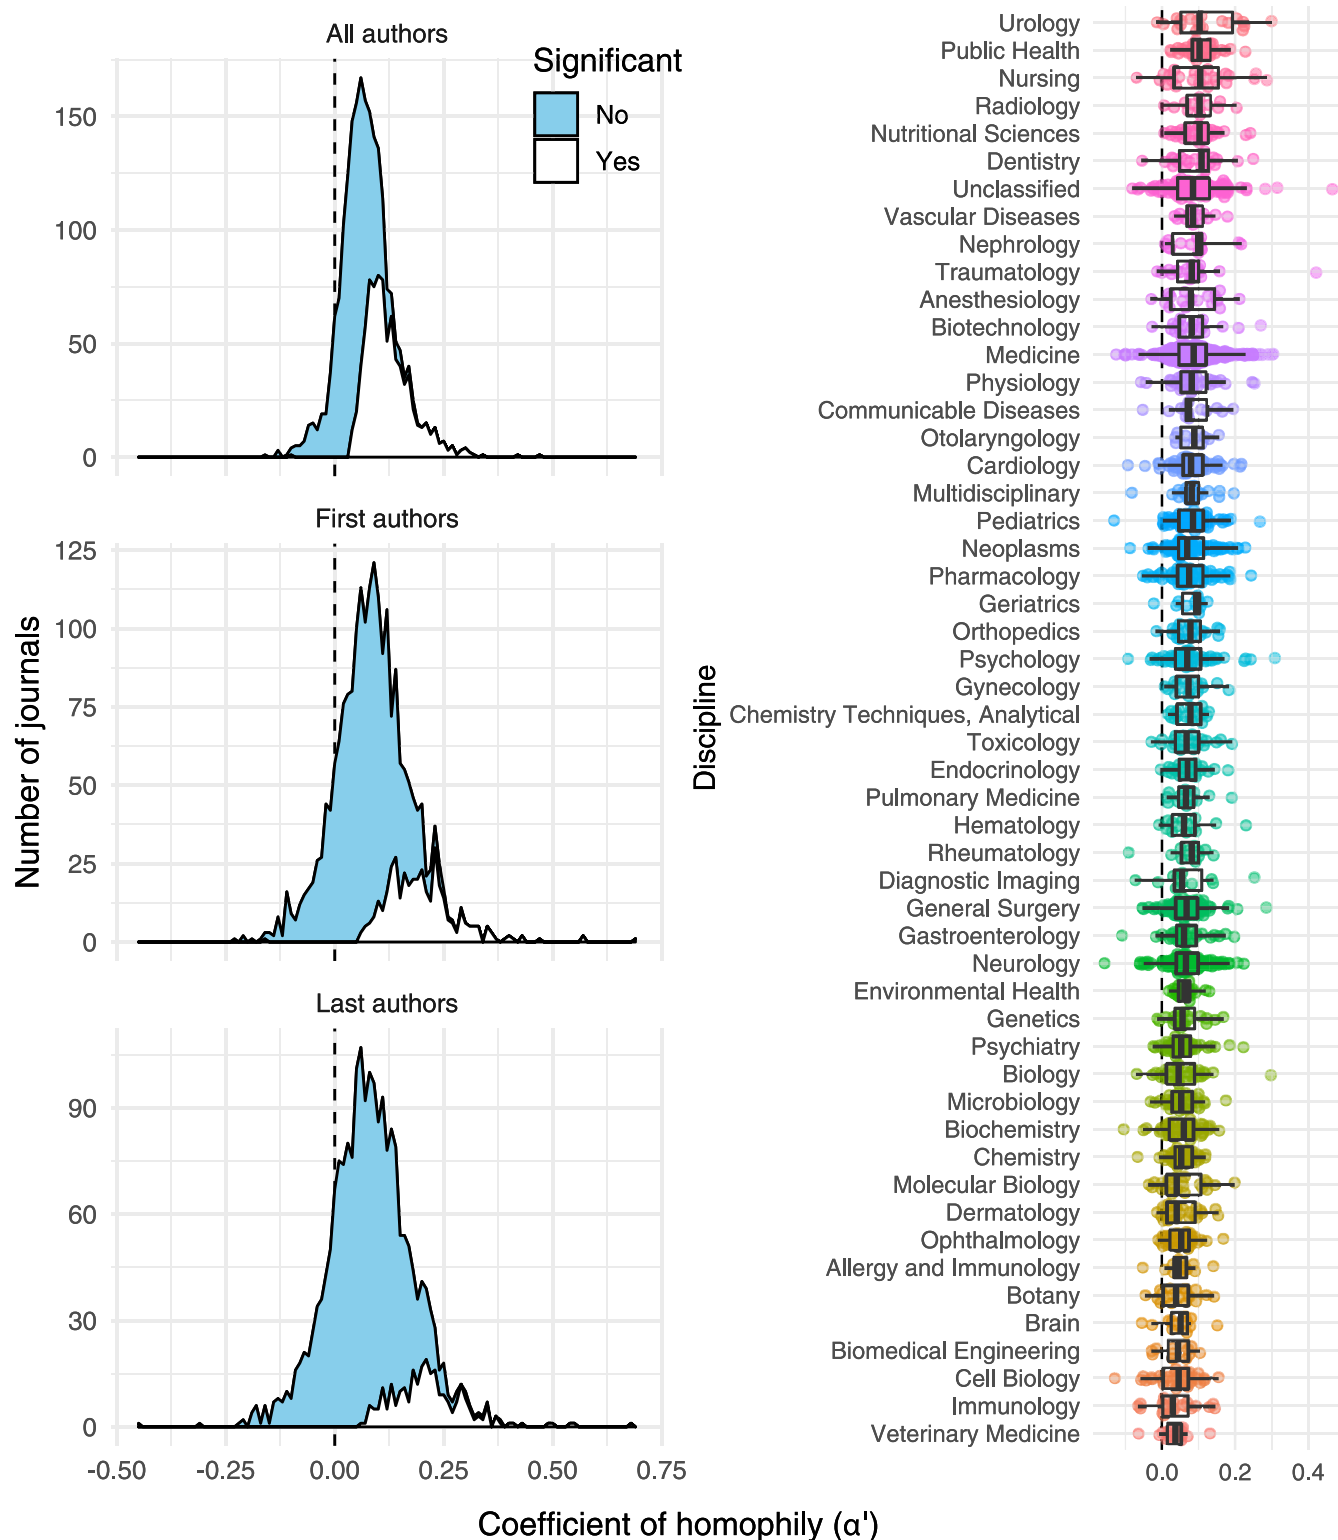 All authors
Significant
No
Yes
150
100
50
0
First authors
125
100
75
50
25
0
Last authors
90
60
30
0
-0.50
-0.25
0.00
0.25
0.50
0.75
Number of journals
Coefficient of homophily (α')
Discipline
Urology
Public Health
Nursing
Radiology
Nutritional Sciences
Dentistry
Unclassified
Vascular Diseases
Nephrology
Traumatology
Anesthesiology
Biotechnology
Medicine
Physiology
Communicable Diseases
Otolaryngology
Cardiology
Multidisciplinary
Pediatrics
Neoplasms
Pharmacology
Geriatrics
Orthopedics
Psychology
Gynecology
Chemistry Techniques, Analytical
Toxicology
Endocrinology
Pulmonary Medicine
Hematology
Rheumatology
Diagnostic Imaging
General Surgery
Gastroenterology
Neurology
Environmental Health
Genetics
Psychiatry
Biology
Microbiology
Biochemistry
Chemistry
Molecular Biology
Dermatology
Ophthalmology
Allergy and Immunology
Botany
Brain
Biomedical Engineering
Cell Biology
Immunology
Veterinary Medicine
0.0
0.2
0.4